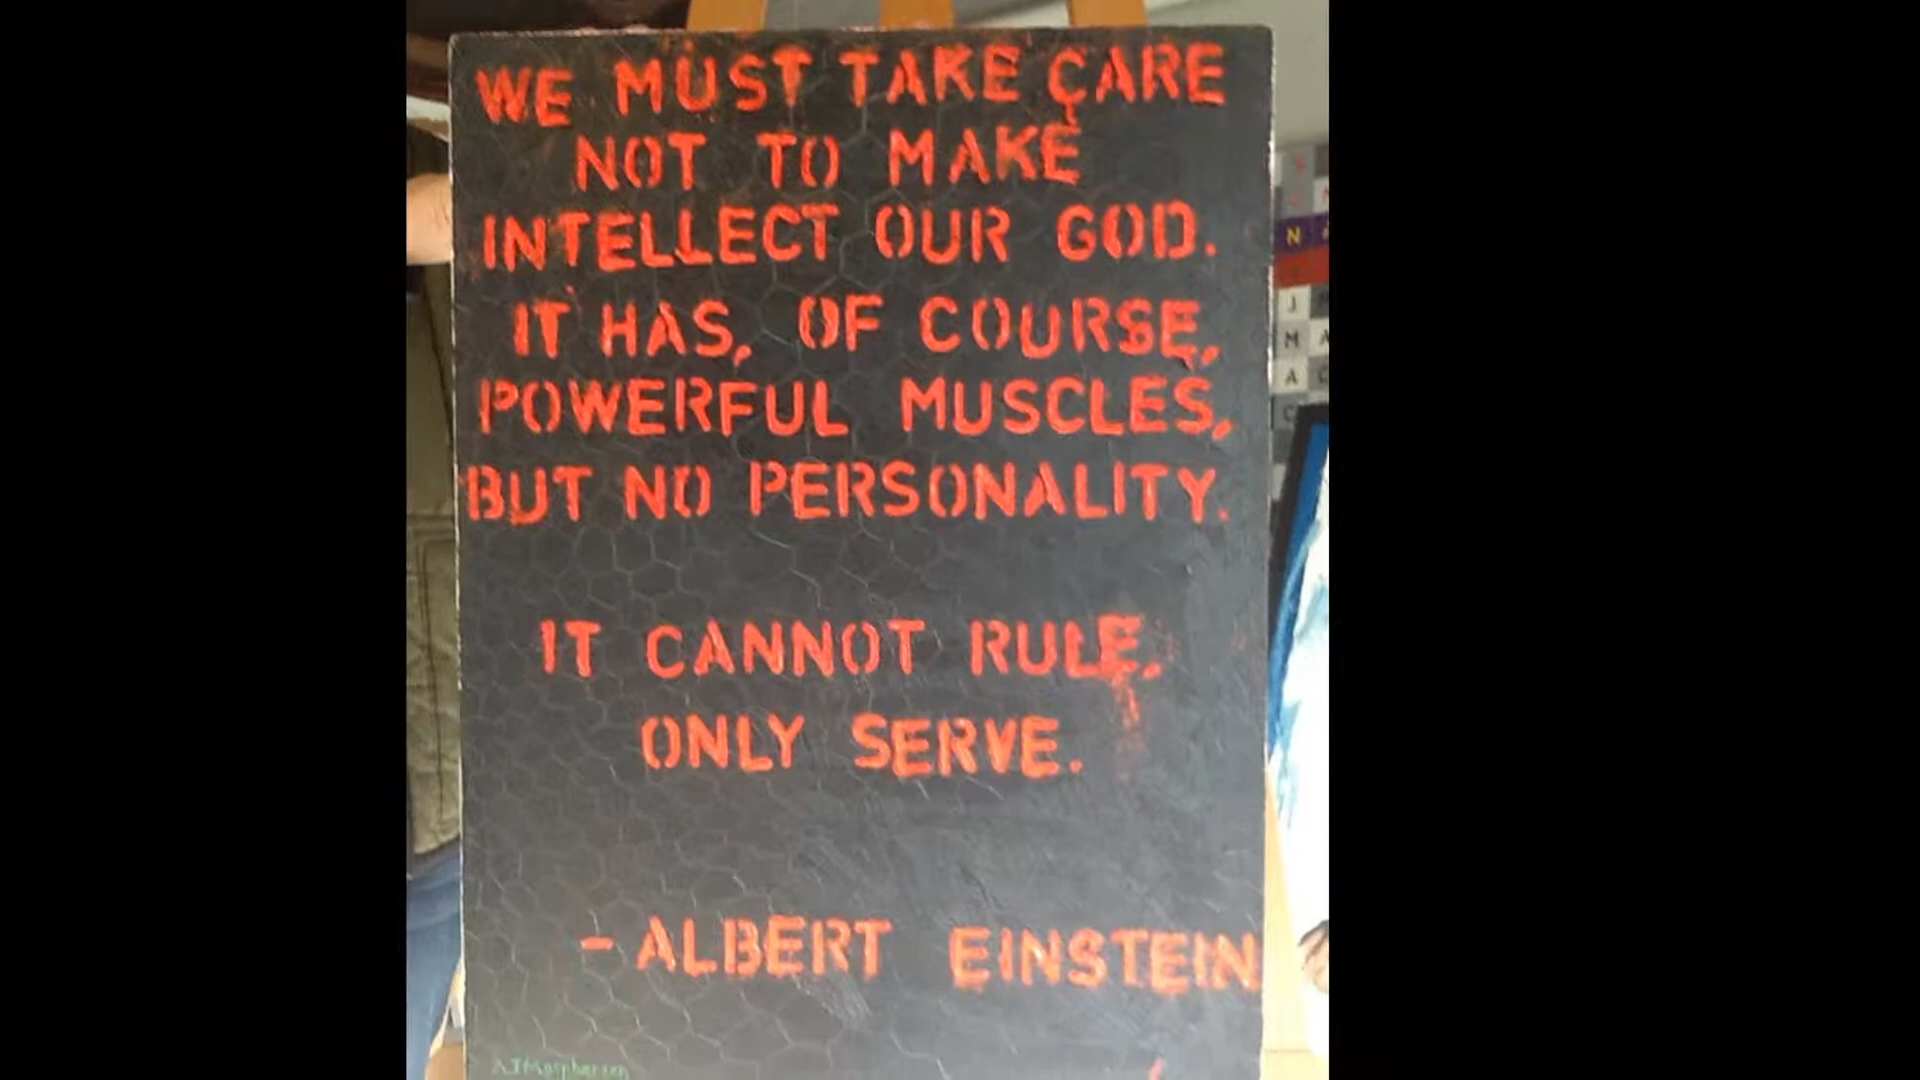 WE MUST TAKE CARE
NOT TO MAKE
INTELLECT OUR GOD.
IT HAS, OF COURSE,
POWERFUL MUSCLES,
BUT NO PERSONALITY.
IT CANNOT RULE,
ONLY SERVE.
- ALBERT EINSTEIN
N
J
M A
A C
C